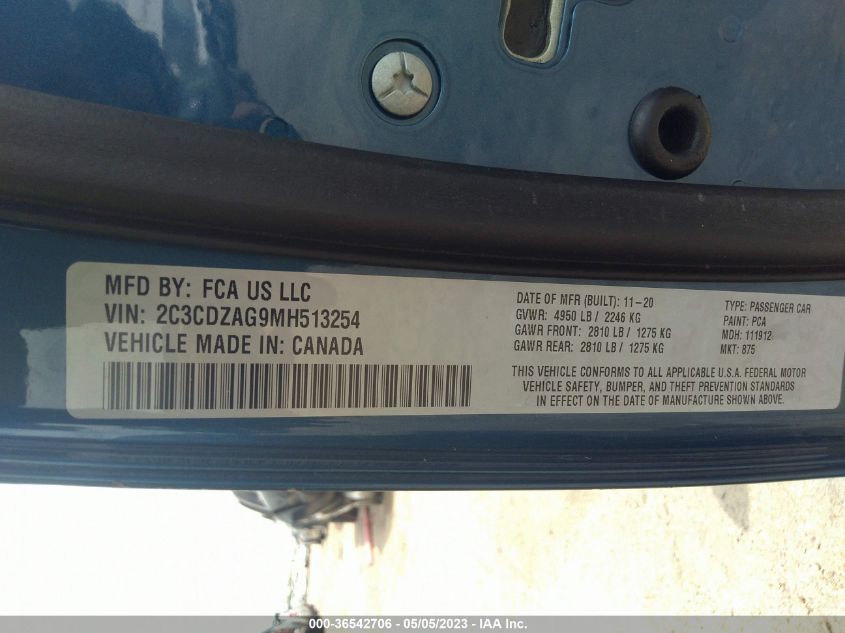 MFD BY: FCA US LLC
VIN: 2C3CDZAG9MH513254
VEHICLE MADE IN: CANADA
DATE OF MFR (BUILT): 11-20
GVWR: 4950 LB / 2246 KG
GAWR FRONT: 2810 LB / 1275 KG
GAWR REAR: 2810 LB / 1275 KG
TYPE: PASSENGER CAR
PAINT: PCA
MDH: 111912
MKT: 875
THIS VEHICLE CONFORMS TO ALL APPLICABLE U.S.A. FEDERAL MOTOR
VEHICLE SAFETY, BUMPER, AND THEFT PREVENTION STANDARDS
IN EFFECT ON THE DATE OF MANUFACTURE SHOWN ABOVE.
000-36542706 - 05/05/2023 - IAA Inc.